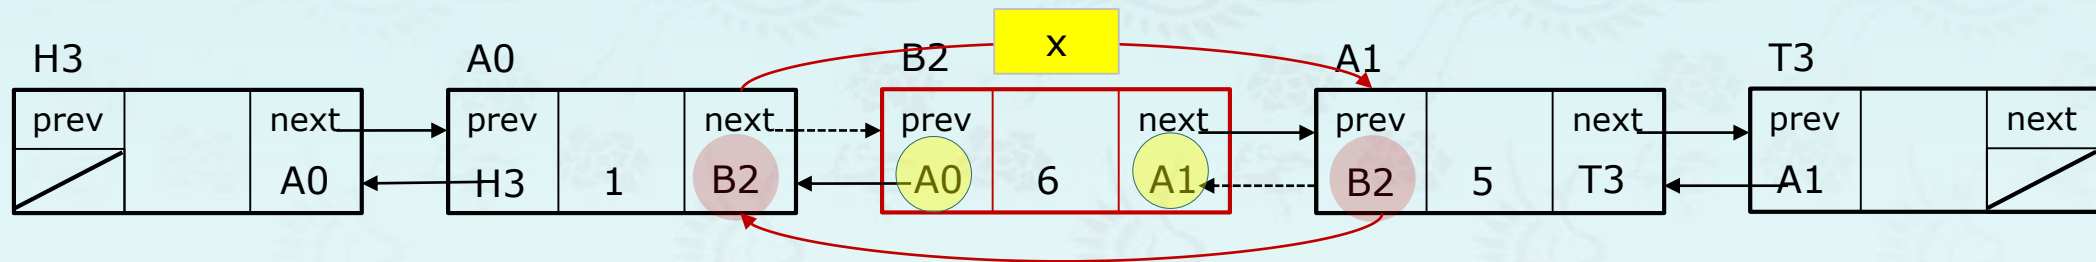 x
H3 A0 B2 A1 T3
prev next prev next prev next prev next prev next
A0 H3 1 B2 A0 6 A1 B2 5 T3 A1